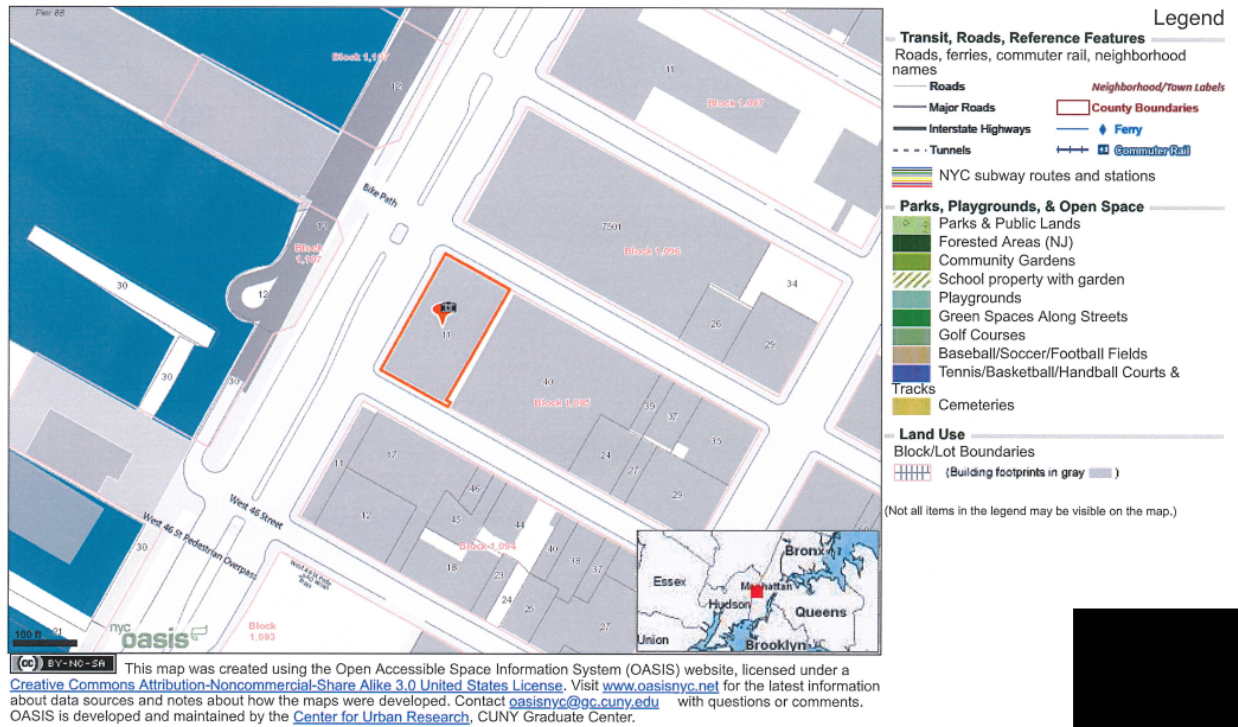 Pier 88
Block 1,107
12
11
Block 1,097
Bike Path
7501
Block 1,096
34
26
29
12
Block
1,107
12
30
30
30
11
40
Block 1,095
39
37
35
24
27
29
11
17
12
46
45
44
Block 1,094
18
23
24
25
40
38
37
27
West 46 Street
West 46 St Pedestrian Overpass
30
Block
1,093
100 ft
nyc
oasis
Essex
Bronx
Manhattan
Hudson
Queens
Union
Brooklyn
Legend
Transit, Roads, Reference Features
Roads, ferries, commuter rail, neighborhood
names
Roads
Neighborhood/Town Labels
Major Roads
County Boundaries
Interstate Highways
Ferry
Tunnels
Commuter Rail
NYC subway routes and stations
Parks, Playgrounds, & Open Space
Parks & Public Lands
Forested Areas (NJ)
Community Gardens
School property with garden
Playgrounds
Green Spaces Along Streets
Golf Courses
Baseball/Soccer/Football Fields
Tennis/Basketball/Handball Courts &
Tracks
Cemeteries
Land Use
Block/Lot Boundaries
(Building footprints in gray )
(Not all items in the legend may be visible on the map.)
(cc) BY-NC-SA This map was created using the Open Accessible Space Information System (OASIS) website, licensed under a
Creative Commons Attribution-Noncommercial-Share Alike 3.0 United States License. Visit www.oasisnyc.net for the latest information
about data sources and notes about how the maps were developed. Contact oasisnyc@gc.cuny.edu with questions or comments.
OASIS is developed and maintained by the Center for Urban Research, CUNY Graduate Center.